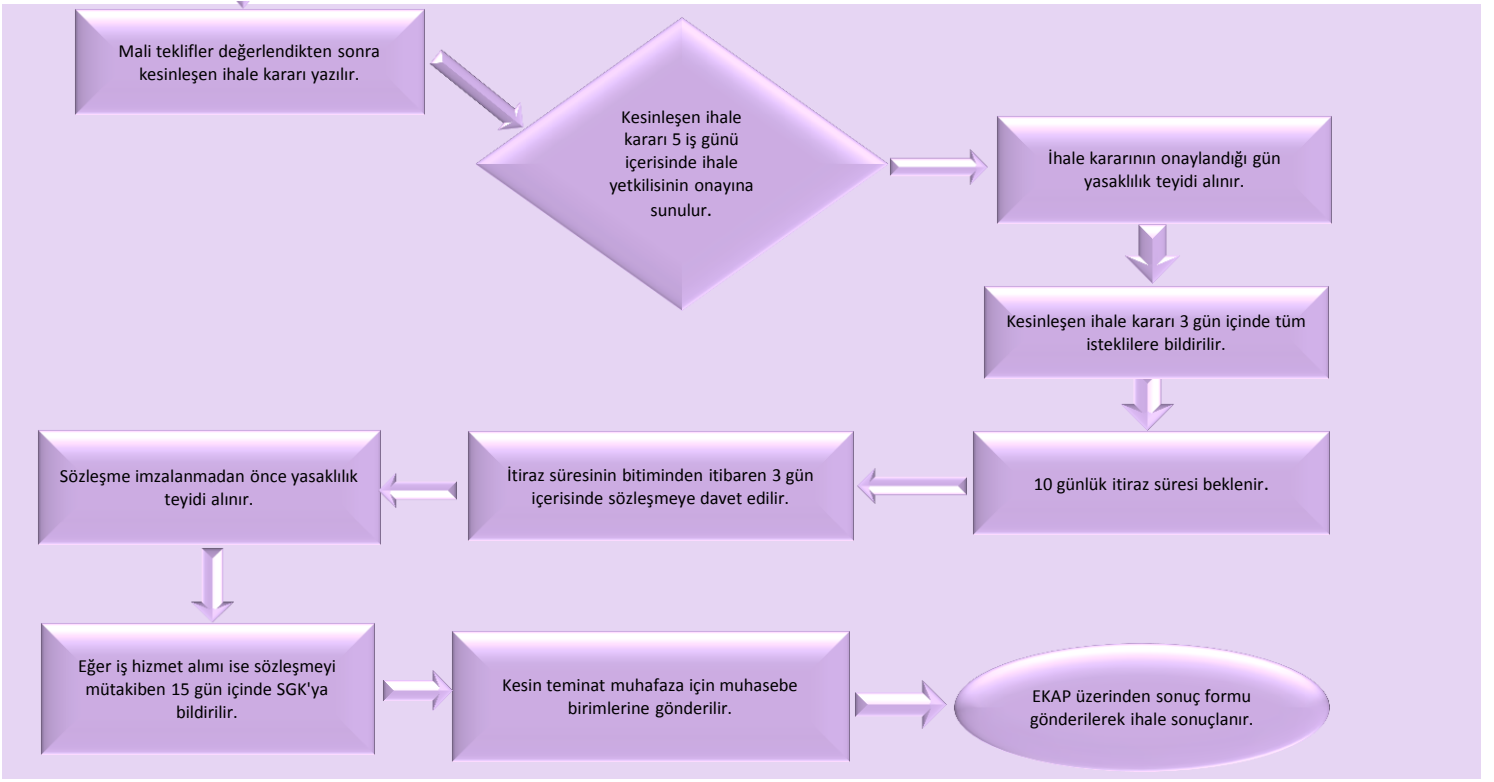 Mali teklifler değerlendikten sonra
kesinleşen ihale kararı yazılır.
Kesinleşen ihale
kararı 5 iş günü
içerisinde ihale
yetkilisinin onayına
sunulur.
İhale kararının onaylandığı gün
yasaklılık teyidi alınır.
Kesinleşen ihale kararı 3 gün içinde tüm
isteklilere bildirilir.
10 günlük itiraz süresi beklenir.
İtiraz süresinin bitiminden itibaren 3 gün
içerisinde sözleşmeye davet edilir.
Sözleşme imzalanmadan önce yasaklılık
teyidi alınır.
Eğer iş hizmet alımı ise sözleşmeyi
mütakiben 15 gün içinde SGK'ya
bildirilir.
Kesin teminat muhafaza için muhasebe
birimlerine gönderilir.
EKAP üzerinden sonuç formu
gönderilerek ihale sonuçlanır.